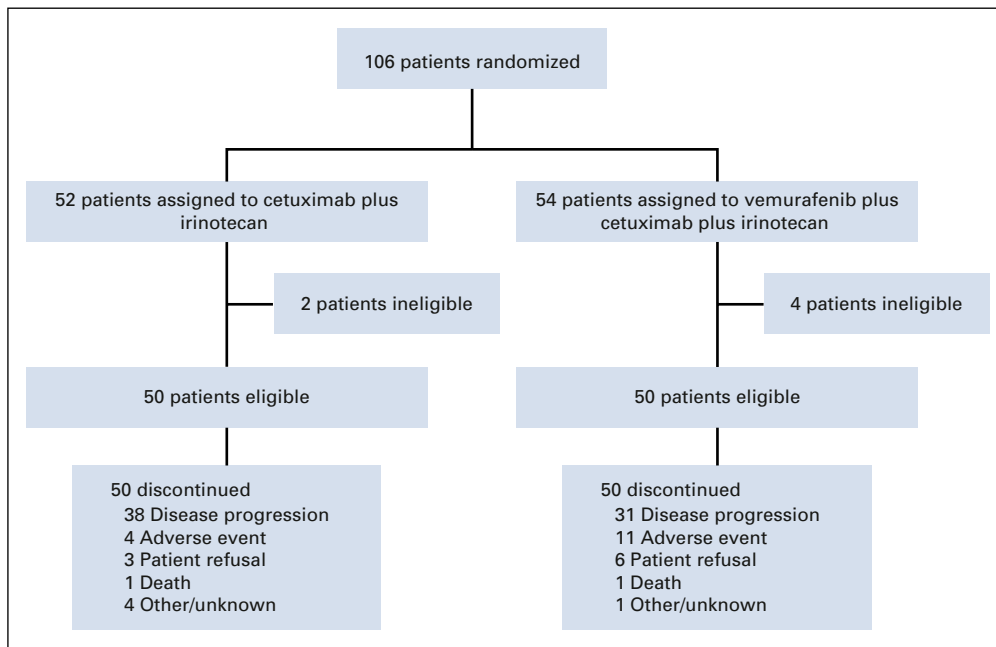 106 patients randomized
52 patients assigned to cetuximab plus
irinotecan
54 patients assigned to vemurafenib plus
cetuximab plus irinotecan
2 patients ineligible
4 patients ineligible
50 patients eligible
50 patients eligible
50 discontinued
38 Disease progression
4 Adverse event
3 Patient refusal
1 Death
4 Other/unknown
50 discontinued
31 Disease progression
11 Adverse event
6 Patient refusal
1 Death
1 Other/unknown